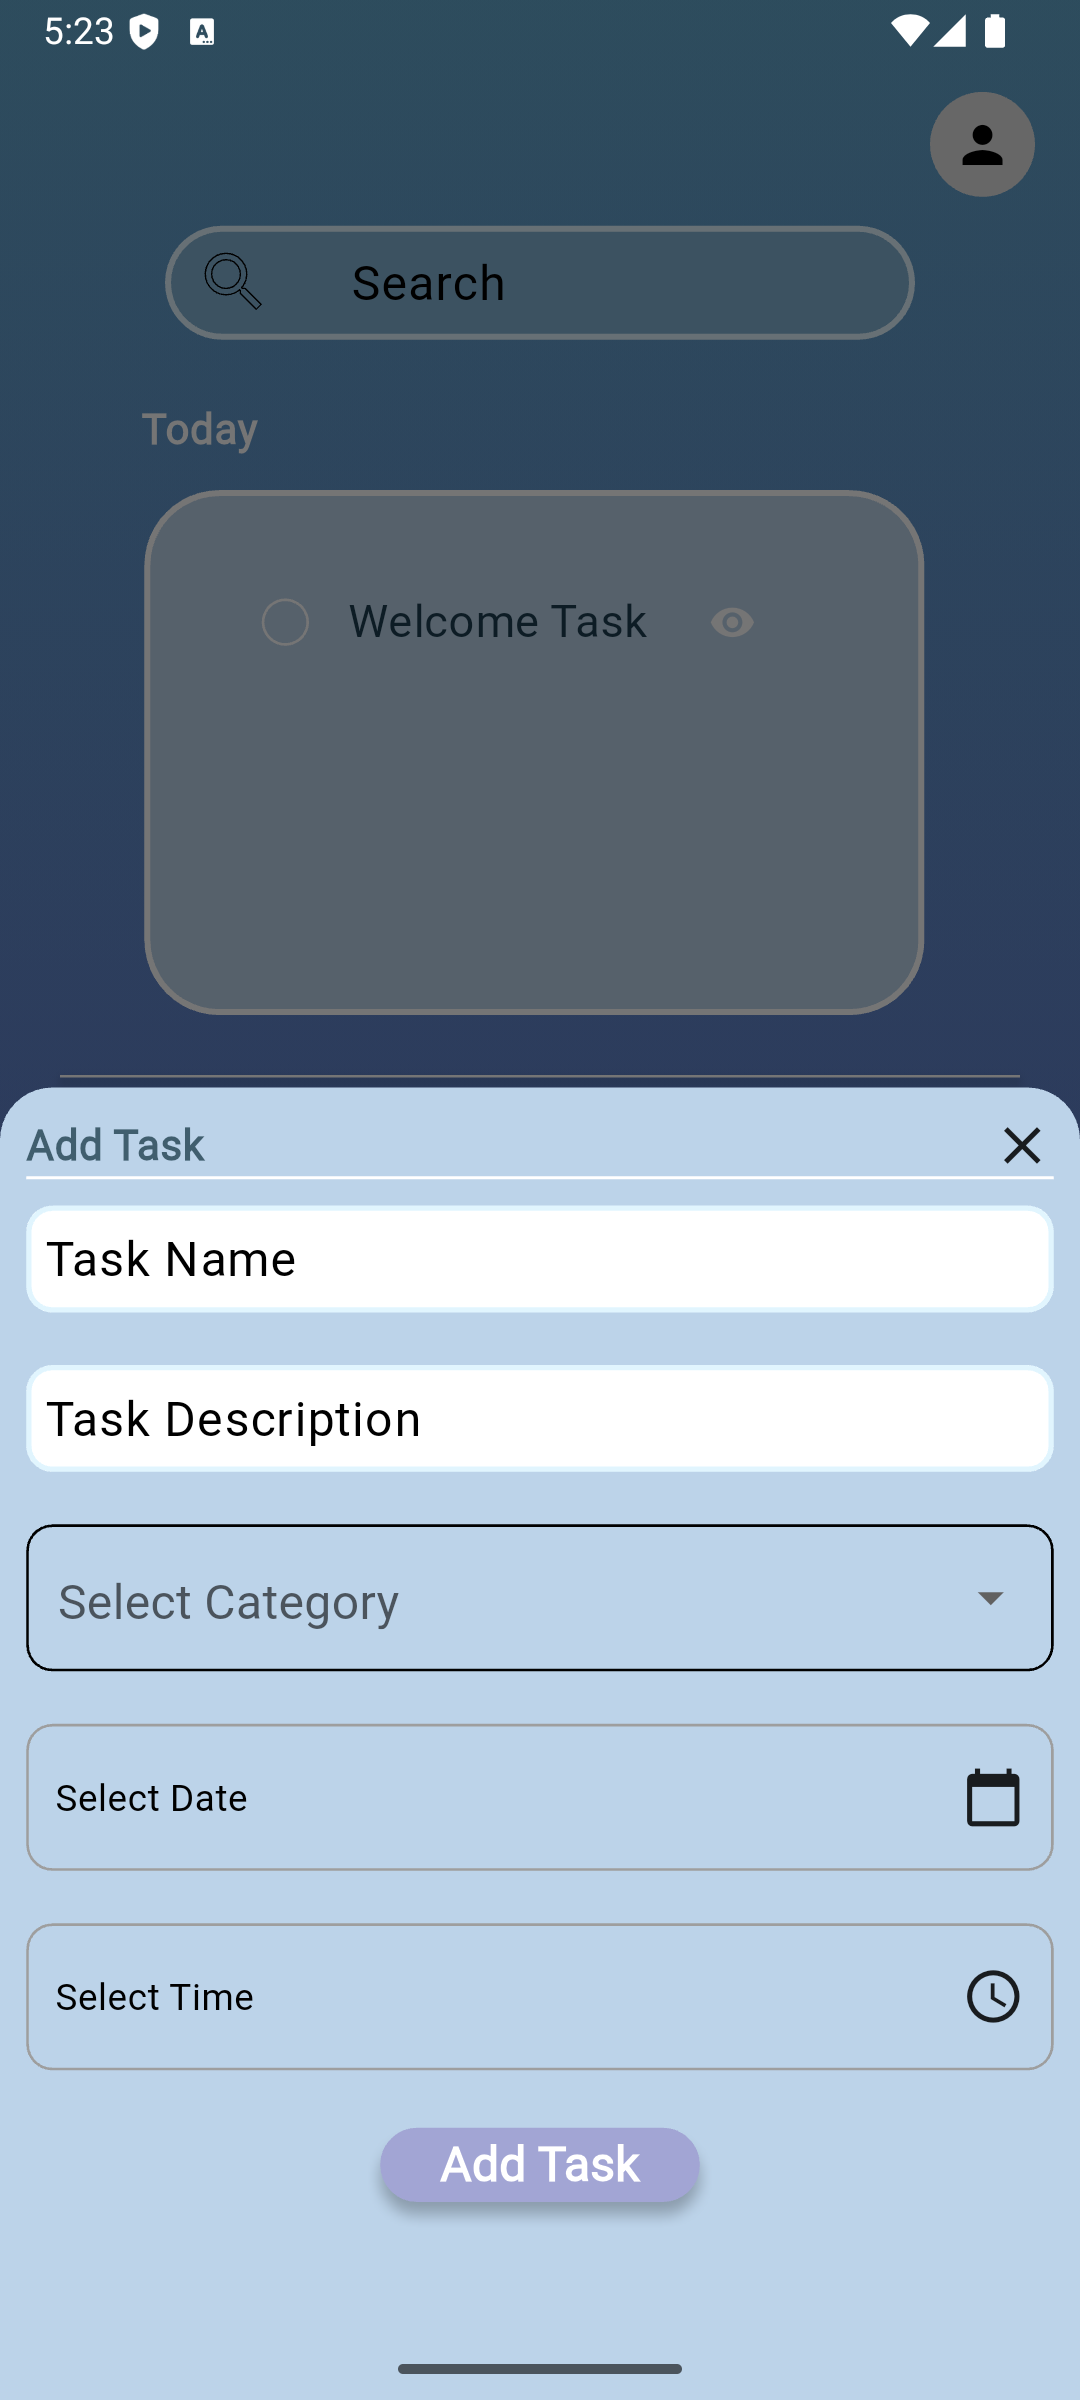 5:23
Search
Today
Welcome Task
Add Task
Task Name
Task Description
Select Category
Select Date
Select Time
Add Task